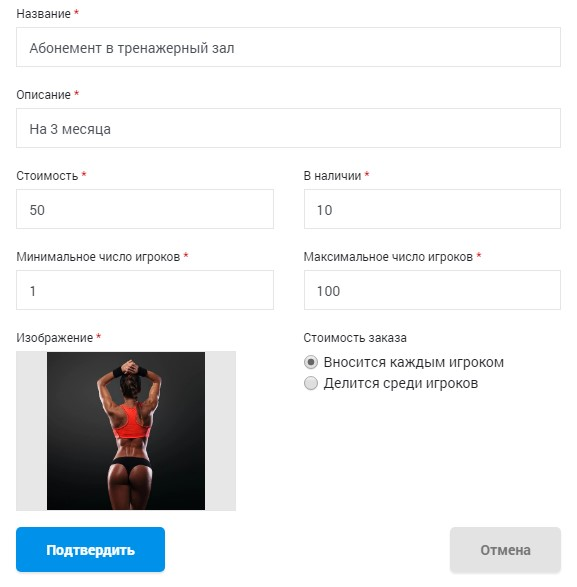 Название *
Абонемент в тренажерный зал
Описание *
На 3 месяца
Стоимость * В наличии *
50 10
Минимальное число игроков * Максимальное число игроков *
1 100
Изображение * Стоимость заказа
Вносится каждым игроком
Делится среди игроков
Подтвердить Отмена